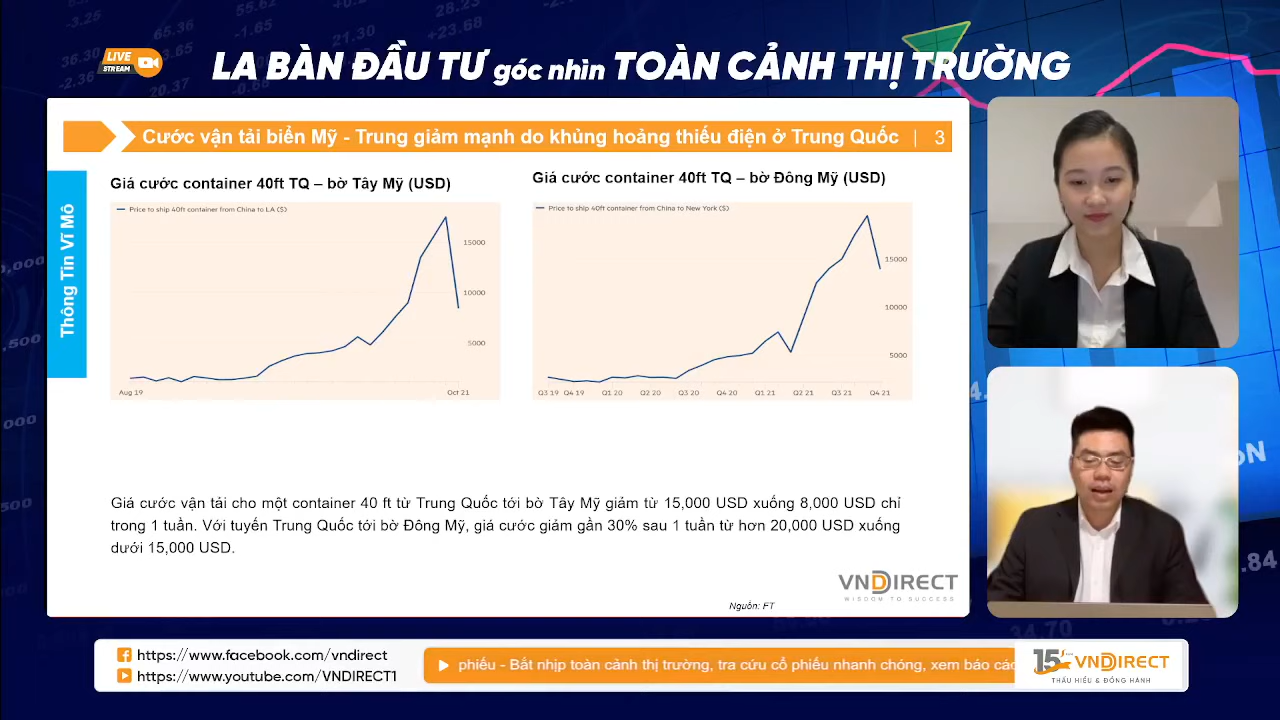 LIVE
STREAM
LA BÀN ĐẦU TƯ góc nhìn TOÀN CẢNH THỊ TRƯỜNG
Cước vận tải biển Mỹ - Trung giảm mạnh do khủng hoảng thiếu điện ở Trung Quốc | 3
Thông Tin Vĩ Mô
Giá cước container 40ft TQ – bờ Tây Mỹ (USD)
Price to ship 40ft container from China to LA ($)
15000
10000
5000
Aug 19 Oct 21
Giá cước container 40ft TQ – bờ Đông Mỹ (USD)
Price to ship 40ft container from China to New York ($)
15000
10000
5000
Q3 19 Q4 19 Q1 20 Q2 20 Q3 20 Q4 20 Q1 21 Q2 21 Q3 21 Q4 21
Giá cước vận tải cho một container 40 ft từ Trung Quốc tới bờ Tây Mỹ giảm từ 15,000 USD xuống 8,000 USD chỉ
trong 1 tuần. Với tuyến Trung Quốc tới bờ Đông Mỹ, giá cước giảm gần 30% sau 1 tuần từ hơn 20,000 USD xuống
dưới 15,000 USD.
VNDIRECT
WISDOM TO SUCCESS
Nguồn: FT
https://www.facebook.com/vndirect
https://www.youtube.com/VNDIRECT1
phiếu - Bắt nhịp toàn cảnh thị trường, tra cứu cổ phiếu nhanh chóng, xem báo các
15 VNDIRECT
THẤU HIỂU & ĐỒNG HÀNH